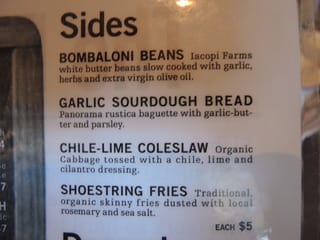 Sides
BOMBALONI BEANS Iacopi Farms
white butter beans slow cooked with garlic,
herbs and extra virgin olive oil.
GARLIC SOURDOUGH BREAD
Panorama rustica baguette with garlic-but-
ter and parsley.
CHILE-LIME COLESLAW Organic
Cabbage tossed with a chile, lime and
cilantro dressing.
SHOESTRING FRIES Traditional,
organic skinny fries dusted with local
rosemary and sea salt.
EACH $5